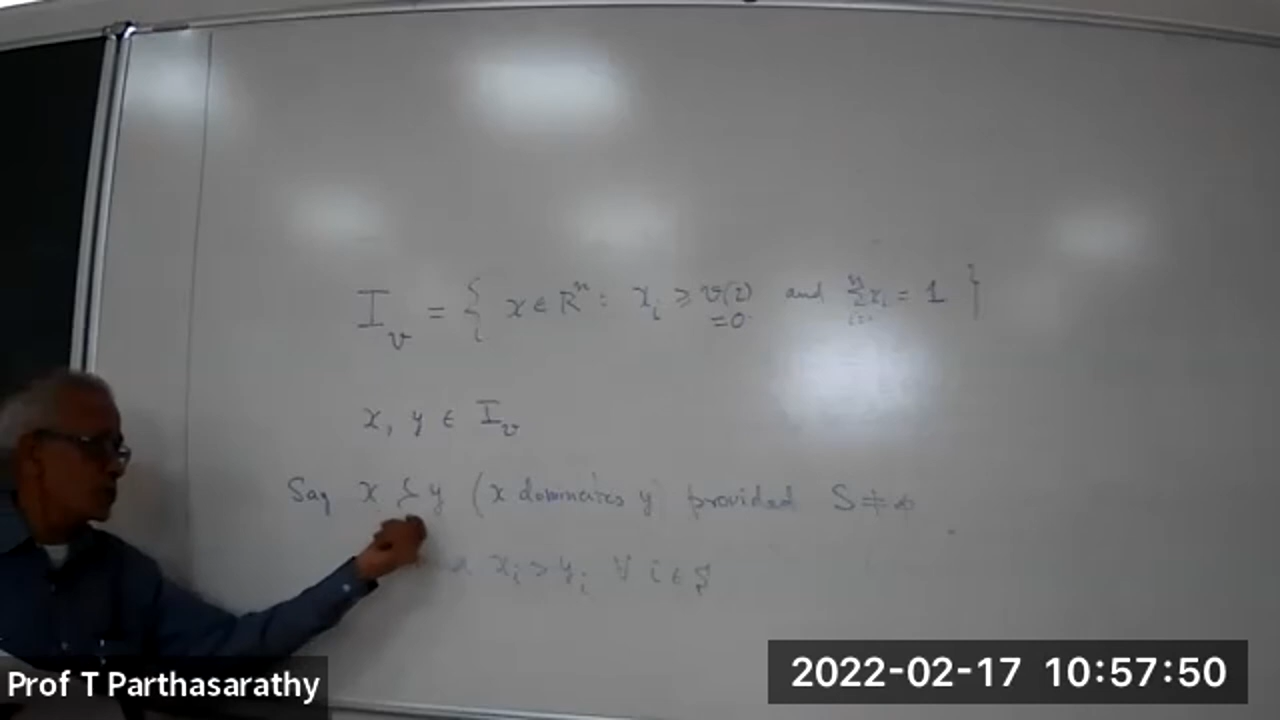 I_v = { x ∈ R^n : x_i ≥ v(i) and ∑x_i = 1 }
= 0
i=1
x, y ∈ I_v
Say x ≻ y (x dominates y) provided S ≠ ∅
x_i > y_i ∀ i ∈ S
Prof T Parthasarathy
2022-02-17 10:57:50